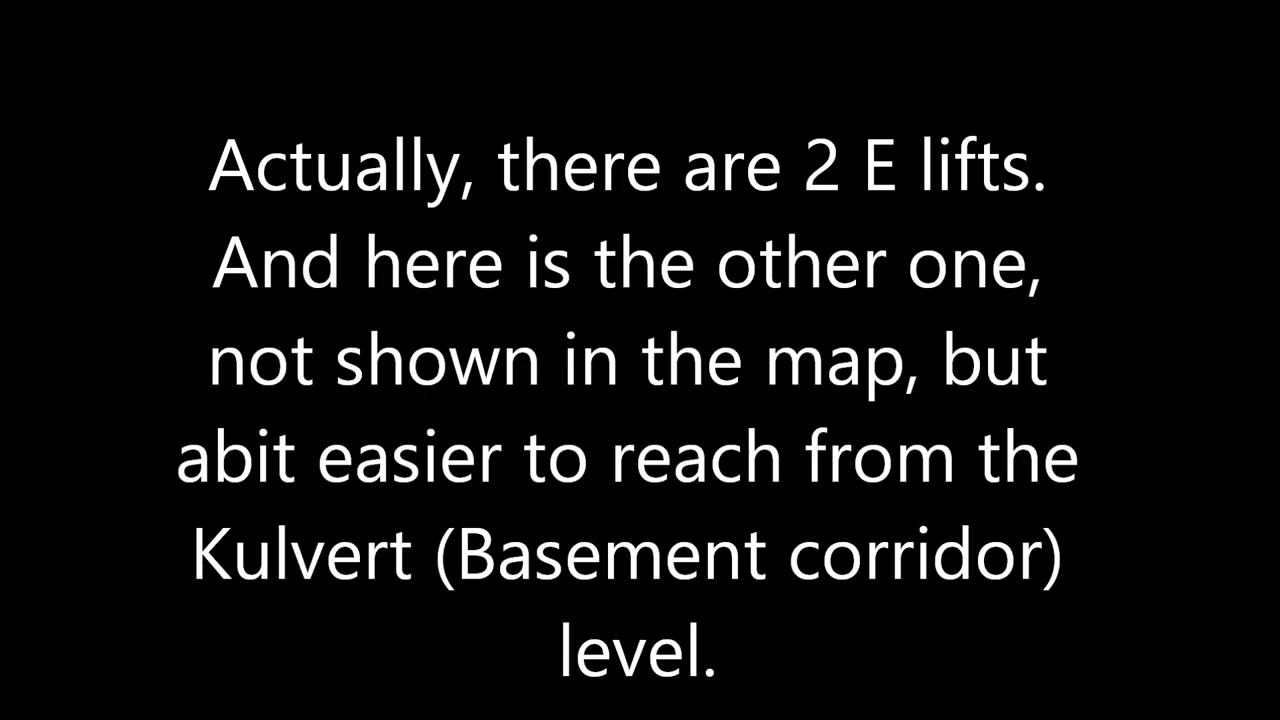 Actually, there are 2 E lifts.
And here is the other one,
not shown in the map, but
abit easier to reach from the
Kulvert (Basement corridor)
level.